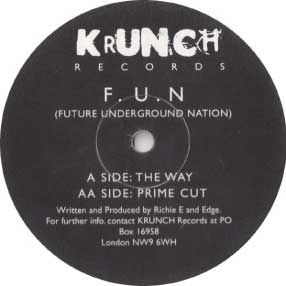 KRUNCH
RECORDS
F.U.N
(FUTURE UNDERGROUND NATION)
A SIDE: THE WAY
AA SIDE: PRIME CUT
Written and Produced by Richie E and Edge.
For further info. contact KRUNCH Records at PO
Box 16958
London NW9 6WH